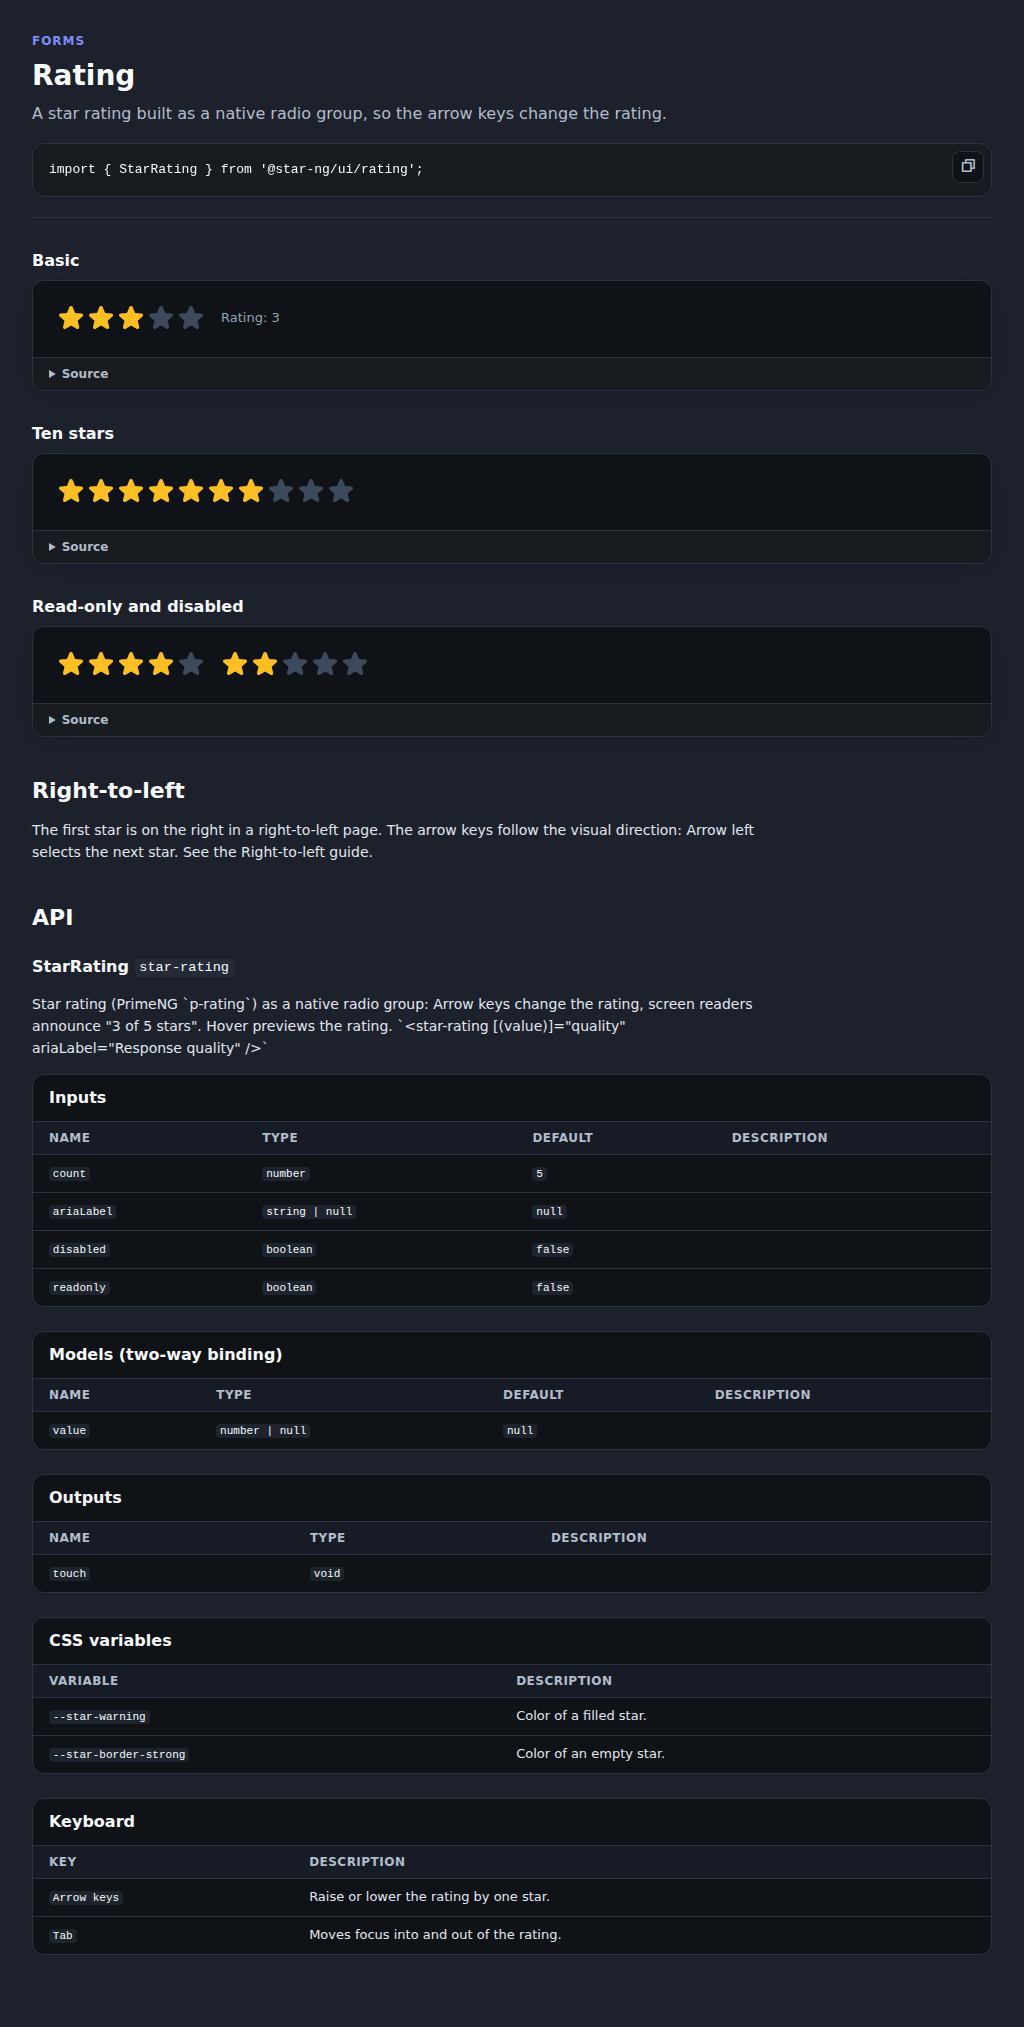 FORMS
Rating
A star rating built as a native radio group, so the arrow keys change the rating.
import { StarRating } from '@star-ng/ui/rating';
Basic
Rating: 3
Source
Ten stars
Source
Read-only and disabled
Source
Right-to-left
The first star is on the right in a right-to-left page. The arrow keys follow the visual direction: Arrow left
selects the next star. See the Right-to-left guide.
API
StarRating star-rating
Star rating (PrimeNG `p-rating`) as a native radio group: Arrow keys change the rating, screen readers
announce "3 of 5 stars". Hover previews the rating. `<star-rating [(value)]="quality"
ariaLabel="Response quality" />`
Inputs
NAME TYPE DEFAULT DESCRIPTION
count number 5
ariaLabel string | null null
disabled boolean false
readonly boolean false
Models (two-way binding)
NAME TYPE DEFAULT DESCRIPTION
value number | null null
Outputs
NAME TYPE DESCRIPTION
touch void
CSS variables
VARIABLE DESCRIPTION
--star-warning Color of a filled star.
--star-border-strong Color of an empty star.
Keyboard
KEY DESCRIPTION
Arrow keys Raise or lower the rating by one star.
Tab Moves focus into and out of the rating.